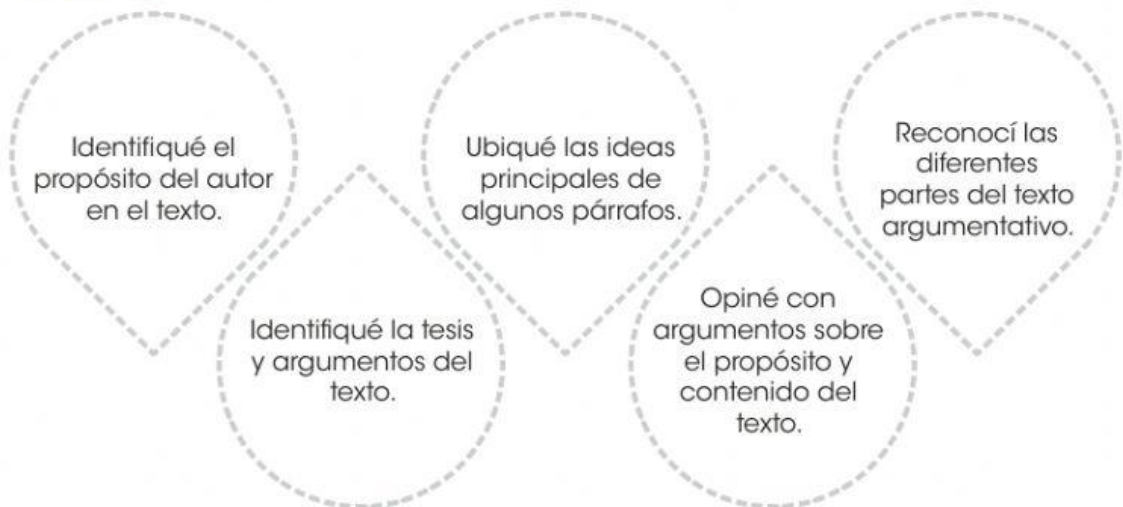 Identifiqué el
propósito del autor
en el texto.
Identifiqué la tesis
y argumentos del
texto.
Ubiqué las ideas
principales de
algunos párrafos.
Opiné con
argumentos sobre
el propósito y
contenido del
texto.
Reconocí las
diferentes
partes del texto
argumentativo.